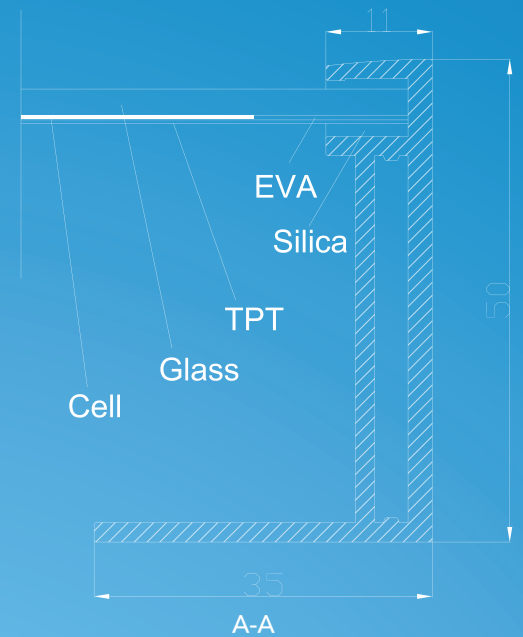 11
EVA
Silica
50
TPT
Glass
Cell
35
A-A